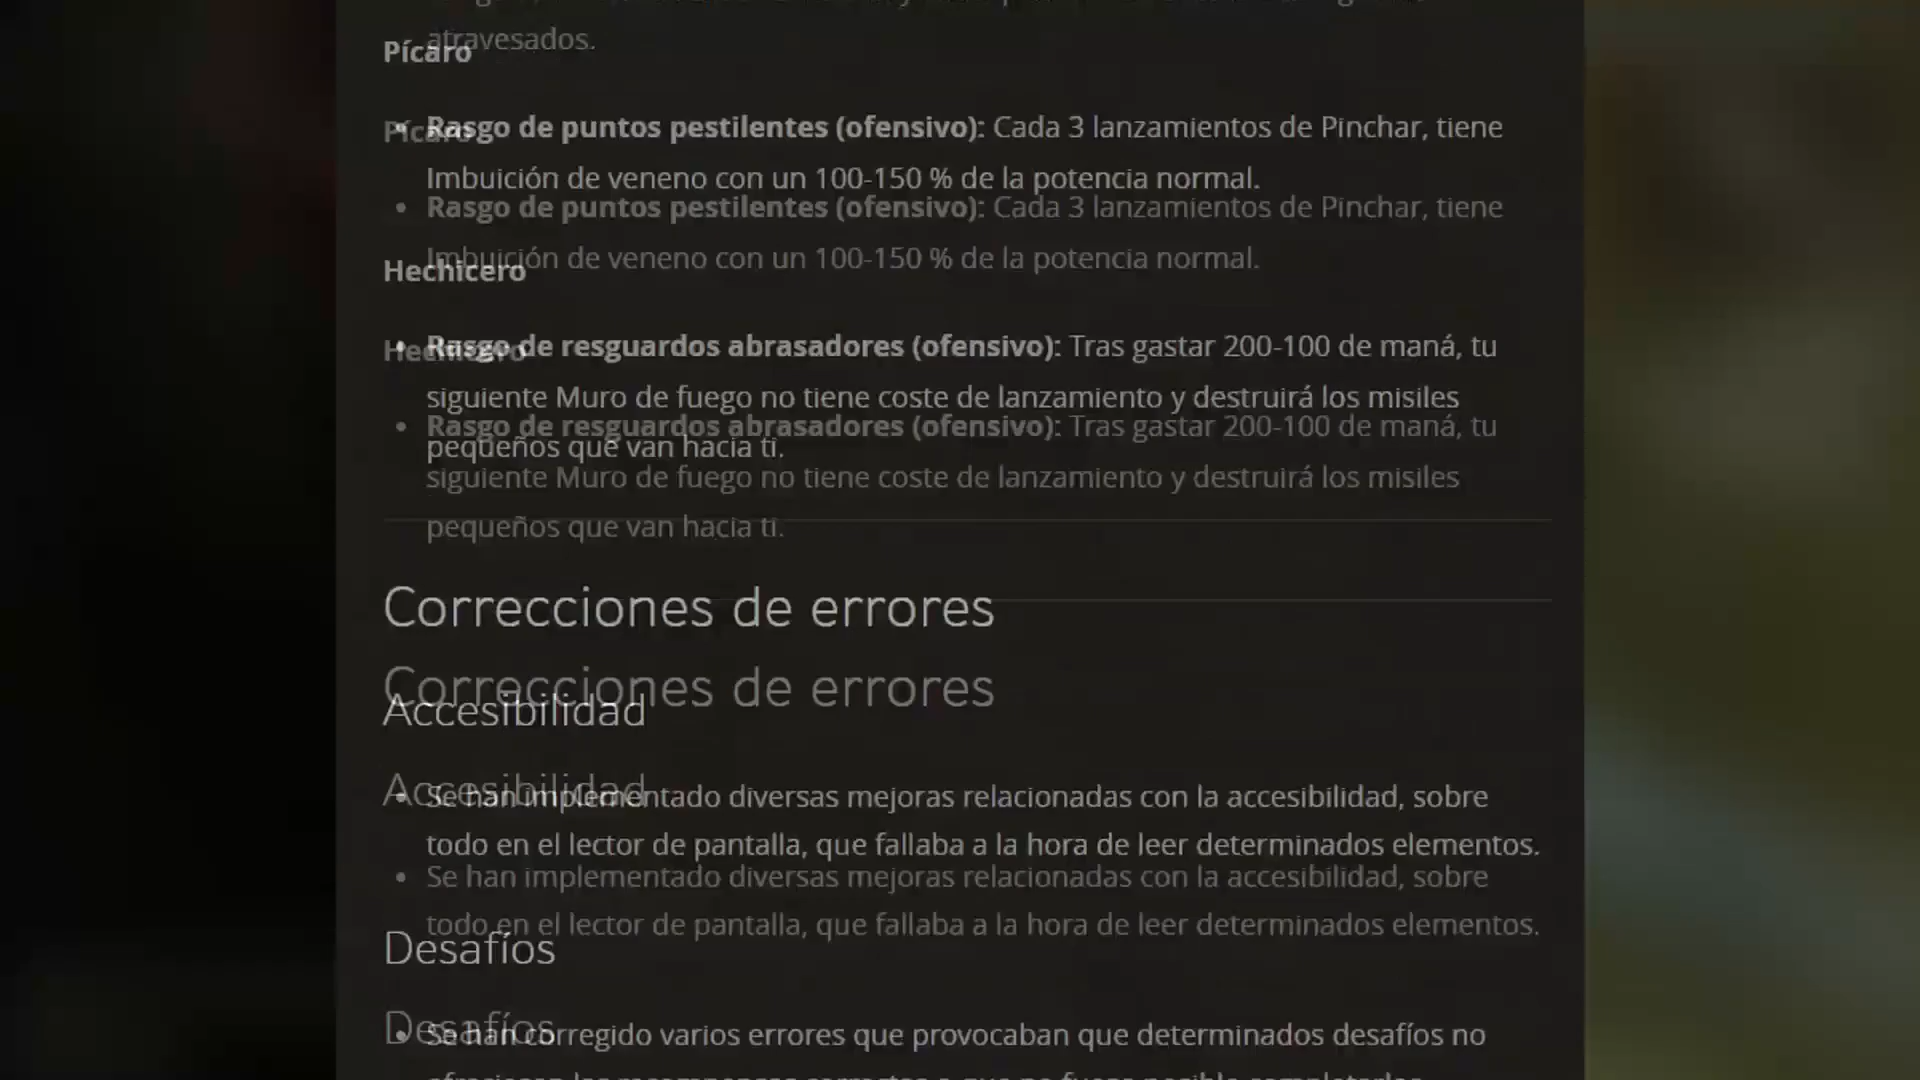 atravesados.
Pícaro
• Rasgo de puntos pestilentes (ofensivo): Cada 3 lanzamientos de Pinchar, tiene
Imbuición de veneno con un 100-150 % de la potencia normal.
Hechicero
• Rasgo de resguardos abrasadores (ofensivo): Tras gastar 200-100 de maná, tu
siguiente Muro de fuego no tiene coste de lanzamiento y destruirá los misiles
pequeños que van hacia ti.
Correcciones de errores
Accesibilidad
• Se han implementado diversas mejoras relacionadas con la accesibilidad, sobre
todo en el lector de pantalla, que fallaba a la hora de leer determinados elementos.
Desafíos
• Se han corregido varios errores que provocaban que determinados desafíos no